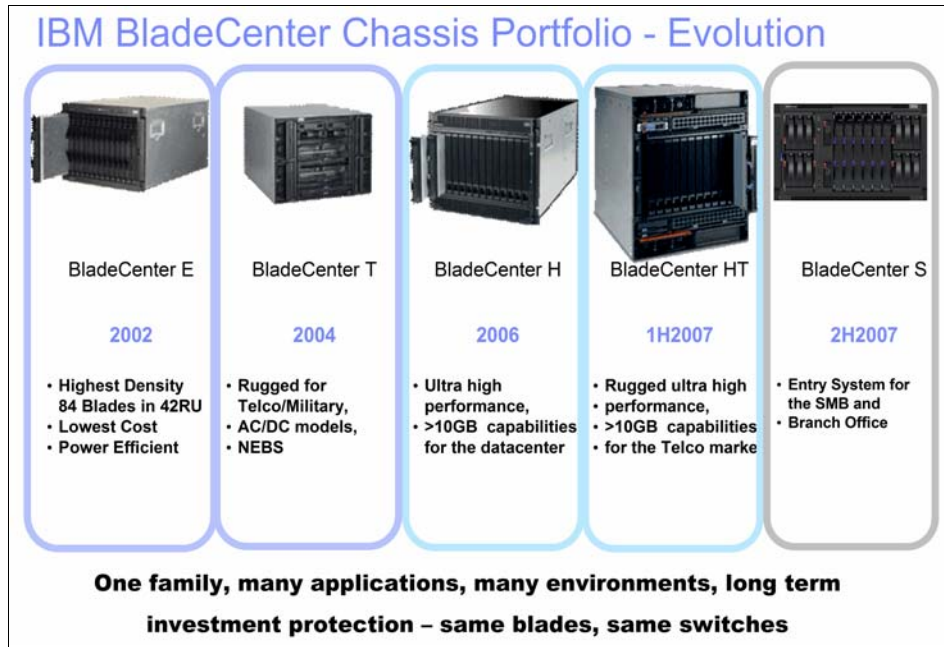 IBM BladeCenter Chassis Portfolio - Evolution
BladeCenter E
2002
• Highest Density
84 Blades in 42RU
• Lowest Cost
• Power Efficient
BladeCenter T
2004
• Rugged for
Telco/Military,
• AC/DC models,
• NEBS
BladeCenter H
2006
• Ultra high
performance,
• >10GB capabilities
for the datacenter
BladeCenter HT
1H2007
• Rugged ultra high
• performance,
• >10GB capabilities
• for the Telco marke
BladeCenter S
2H2007
• Entry System for
the SMB and
• Branch Office
One family, many applications, many environments, long term
investment protection – same blades, same switches